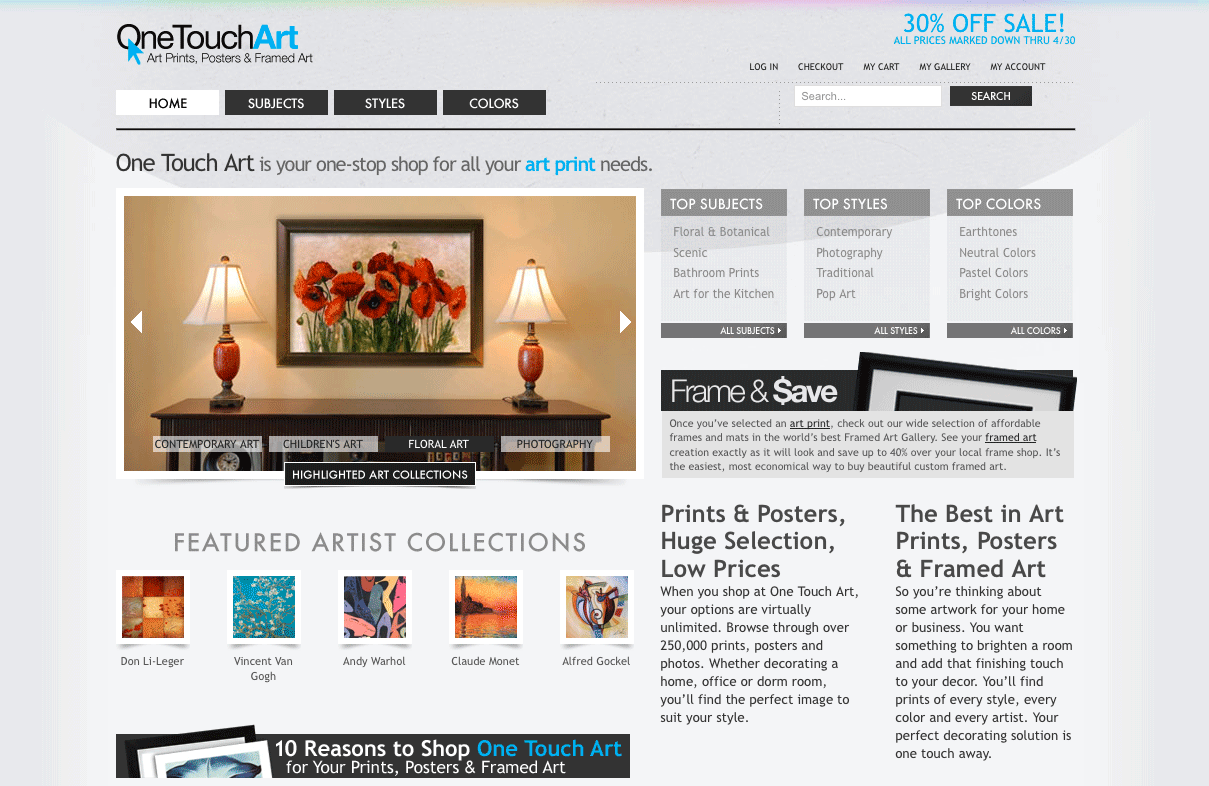 OneTouchArt
Art Prints, Posters & Framed Art
30% OFF SALE!
ALL PRICES MARKED DOWN THRU 4/30
LOG IN CHECKOUT MY CART MY GALLERY MY ACCOUNT
HOME SUBJECTS STYLES COLORS
Search... SEARCH
One Touch Art is your one-stop shop for all your art print needs.
CONTEMPORARY ART CHILDREN'S ART FLORAL ART PHOTOGRAPHY
HIGHLIGHTED ART COLLECTIONS
TOP SUBJECTS
Floral & Botanical
Scenic
Bathroom Prints
Art for the Kitchen
ALL SUBJECTS
TOP STYLES
Contemporary
Photography
Traditional
Pop Art
ALL STYLES
TOP COLORS
Earthtones
Neutral Colors
Pastel Colors
Bright Colors
ALL COLORS
Frame & $ave
Once you've selected an art print, check out our wide selection of affordable
frames and mats in the world's best Framed Art Gallery. See your framed art
creation exactly as it will look and save up to 40% over your local frame shop. It's
the easiest, most economical way to buy beautiful custom framed art.
FEATURED ARTIST COLLECTIONS
Don Li-Leger
Vincent Van
Gogh
Andy Warhol
Claude Monet
Alfred Gockel
10 Reasons to Shop One Touch Art
for Your Prints, Posters & Framed Art
Prints & Posters,
Huge Selection,
Low Prices
When you shop at One Touch Art,
your options are virtually
unlimited. Browse through over
250,000 prints, posters and
photos. Whether decorating a
home, office or dorm room,
you'll find the perfect image to
suit your style.
The Best in Art
Prints, Posters
& Framed Art
So you're thinking about
some artwork for your home
or business. You want
something to brighten a room
and add that finishing touch
to your decor. You'll find
prints of every style, every
color and every artist. Your
perfect decorating solution is
one touch away.